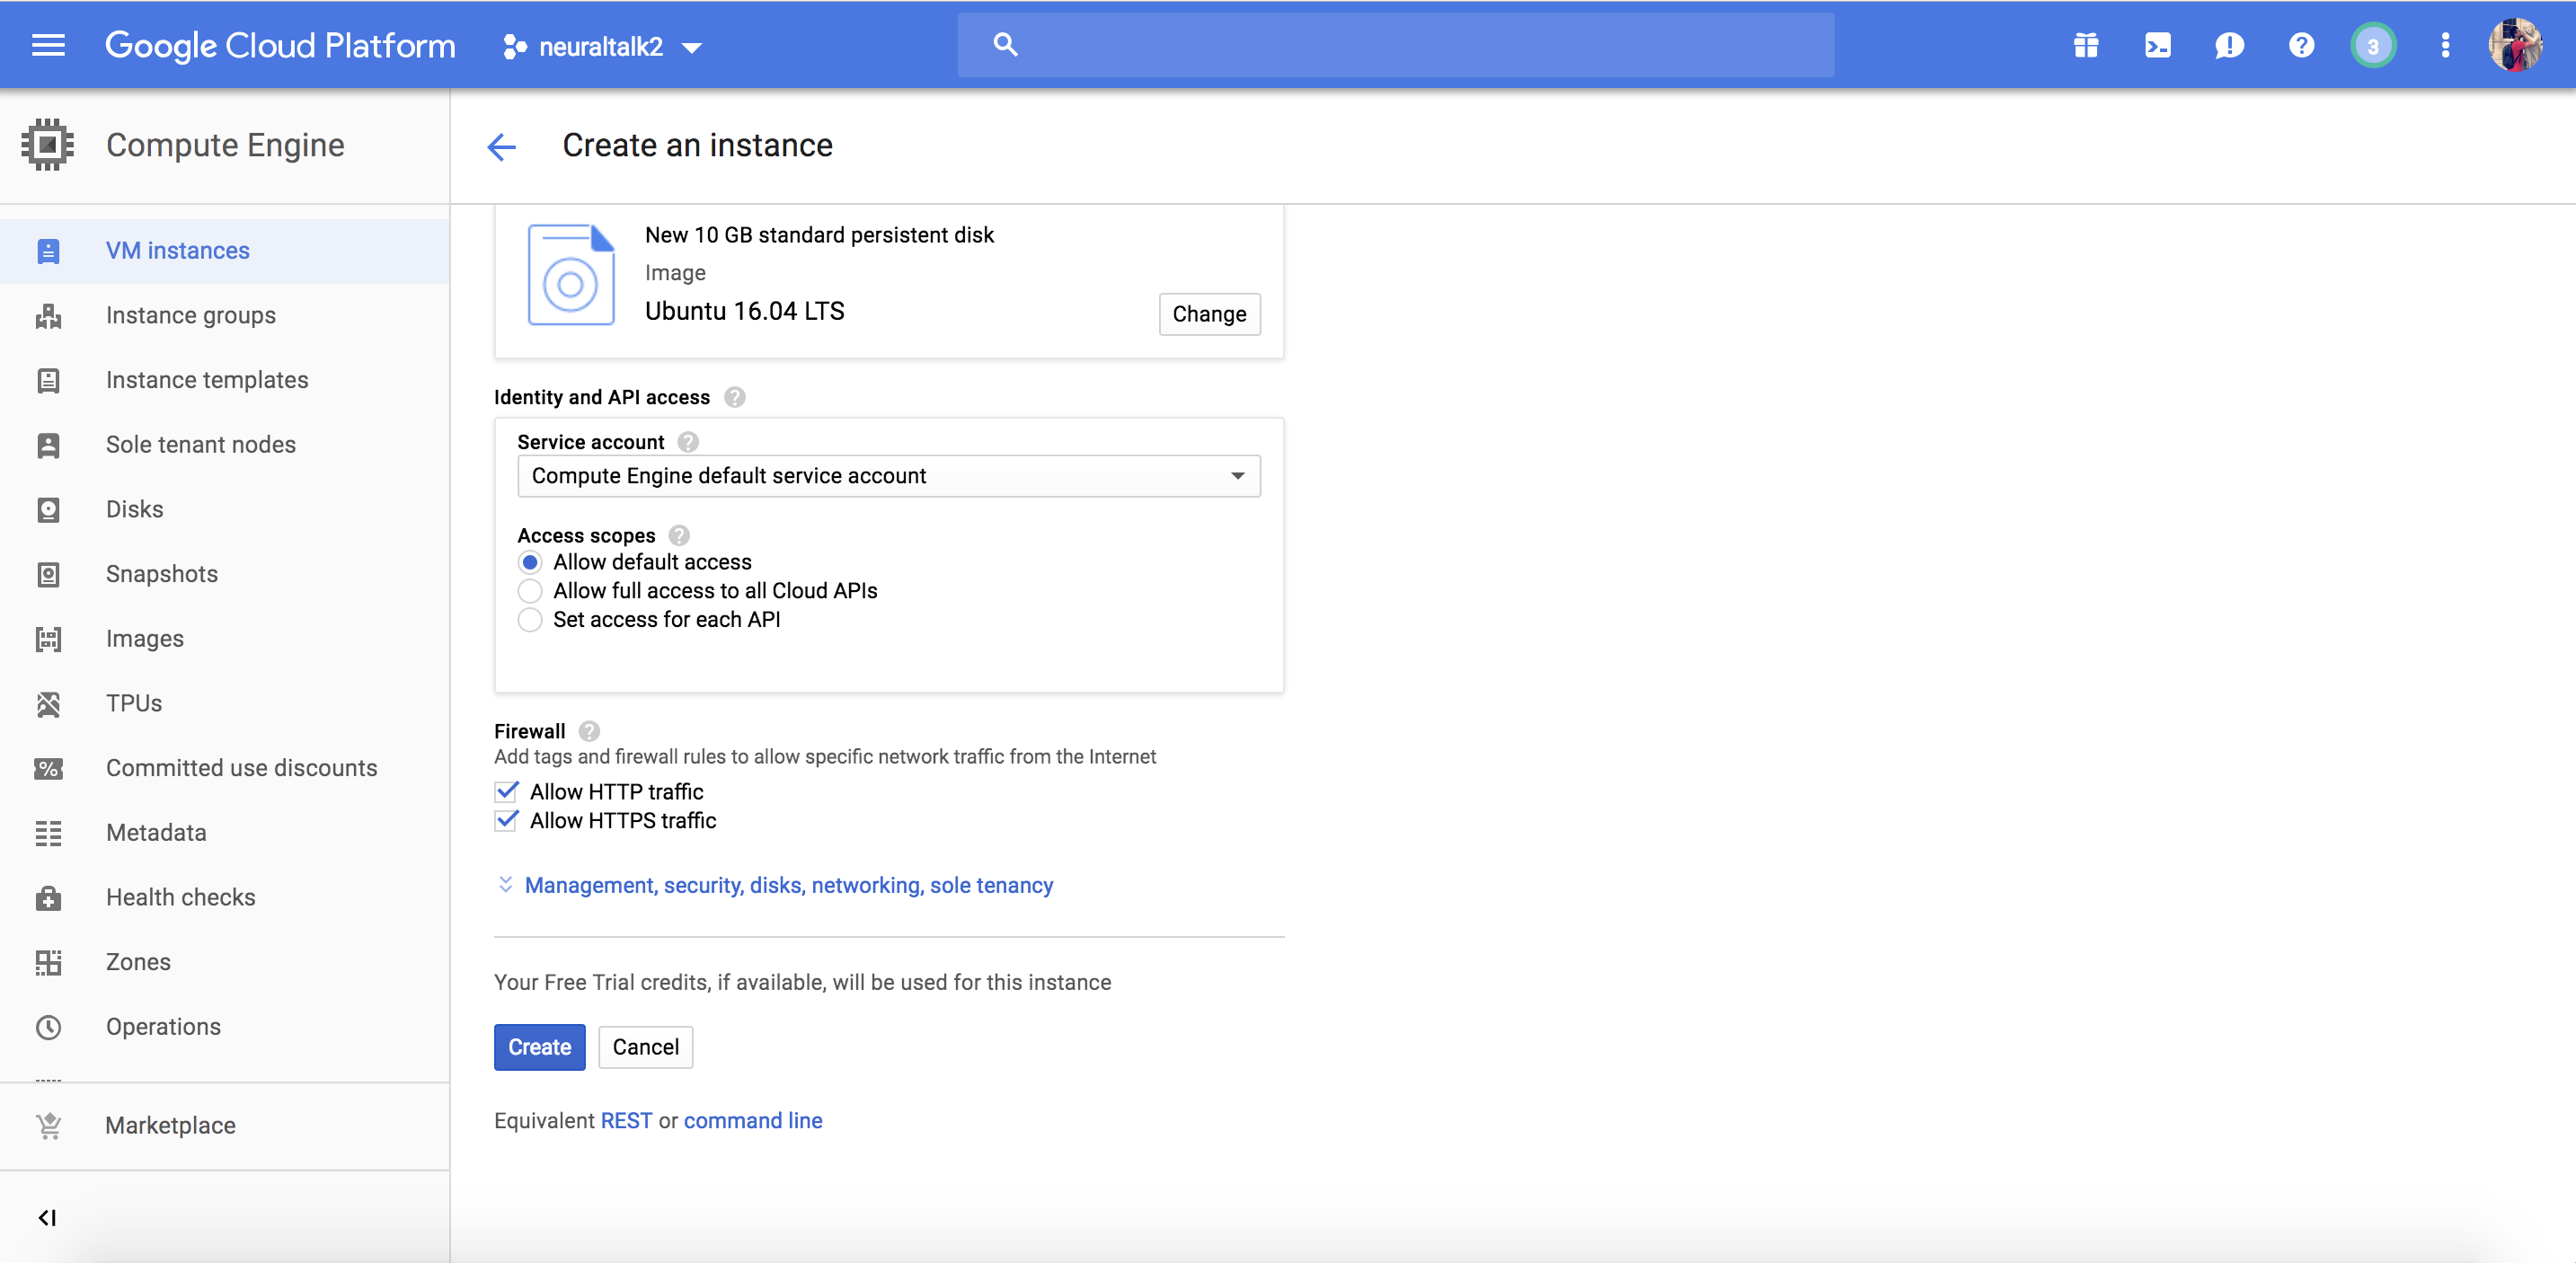 Google Cloud Platform
neuraltalk2
3
Compute Engine
Create an instance
VM instances
Instance groups
Instance templates
Sole tenant nodes
Disks
Snapshots
Images
TPUs
Committed use discounts
Metadata
Health checks
Zones
Operations
Marketplace
New 10 GB standard persistent disk
Image
Ubuntu 16.04 LTS
Change
Identity and API access
Service account
Compute Engine default service account
Access scopes
Allow default access
Allow full access to all Cloud APIs
Set access for each API
Firewall
Add tags and firewall rules to allow specific network traffic from the Internet
Allow HTTP traffic
Allow HTTPS traffic
Management, security, disks, networking, sole tenancy
Your Free Trial credits, if available, will be used for this instance
Create
Cancel
Equivalent REST or command line